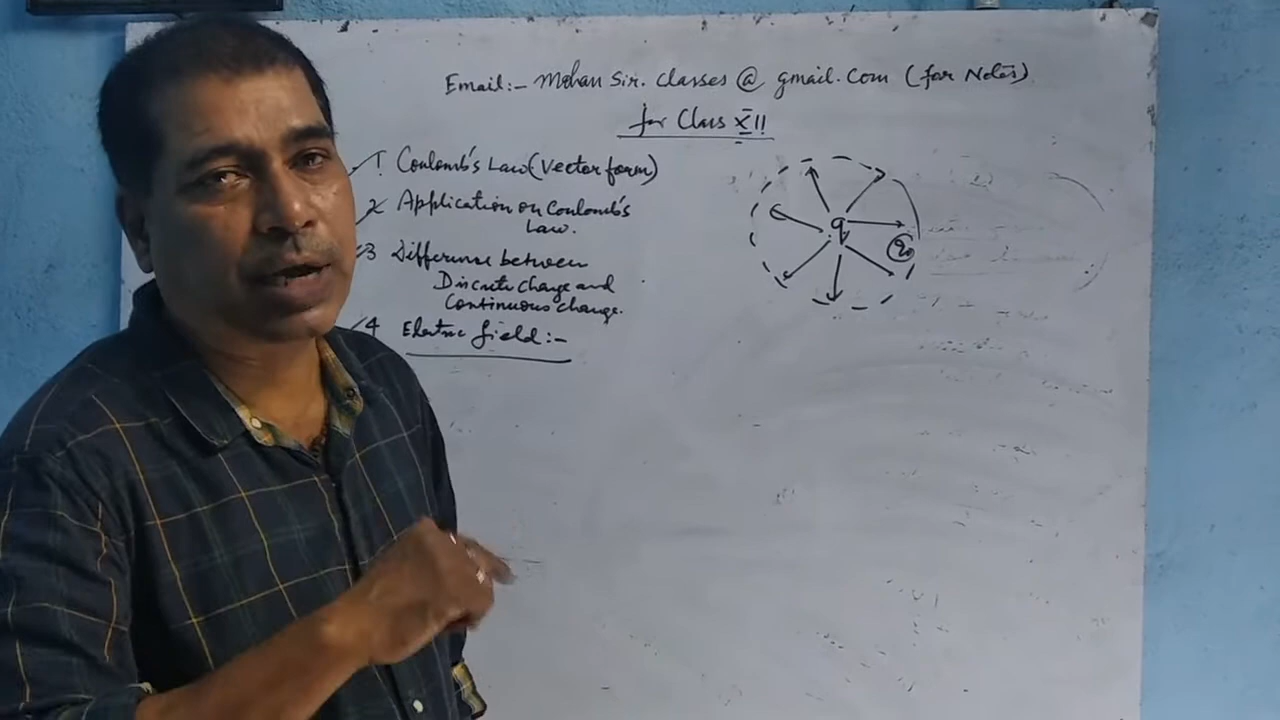 Email:- Mohan Sir. Classes @ gmail.com (for Notes)
for Class XII
1 Coulomb's Law (Vector form)
2 Application on Coulomb's
Law.
3 Difference between
Discrete charge and
Continuous charge.
4 Electric field:-
q
q₀